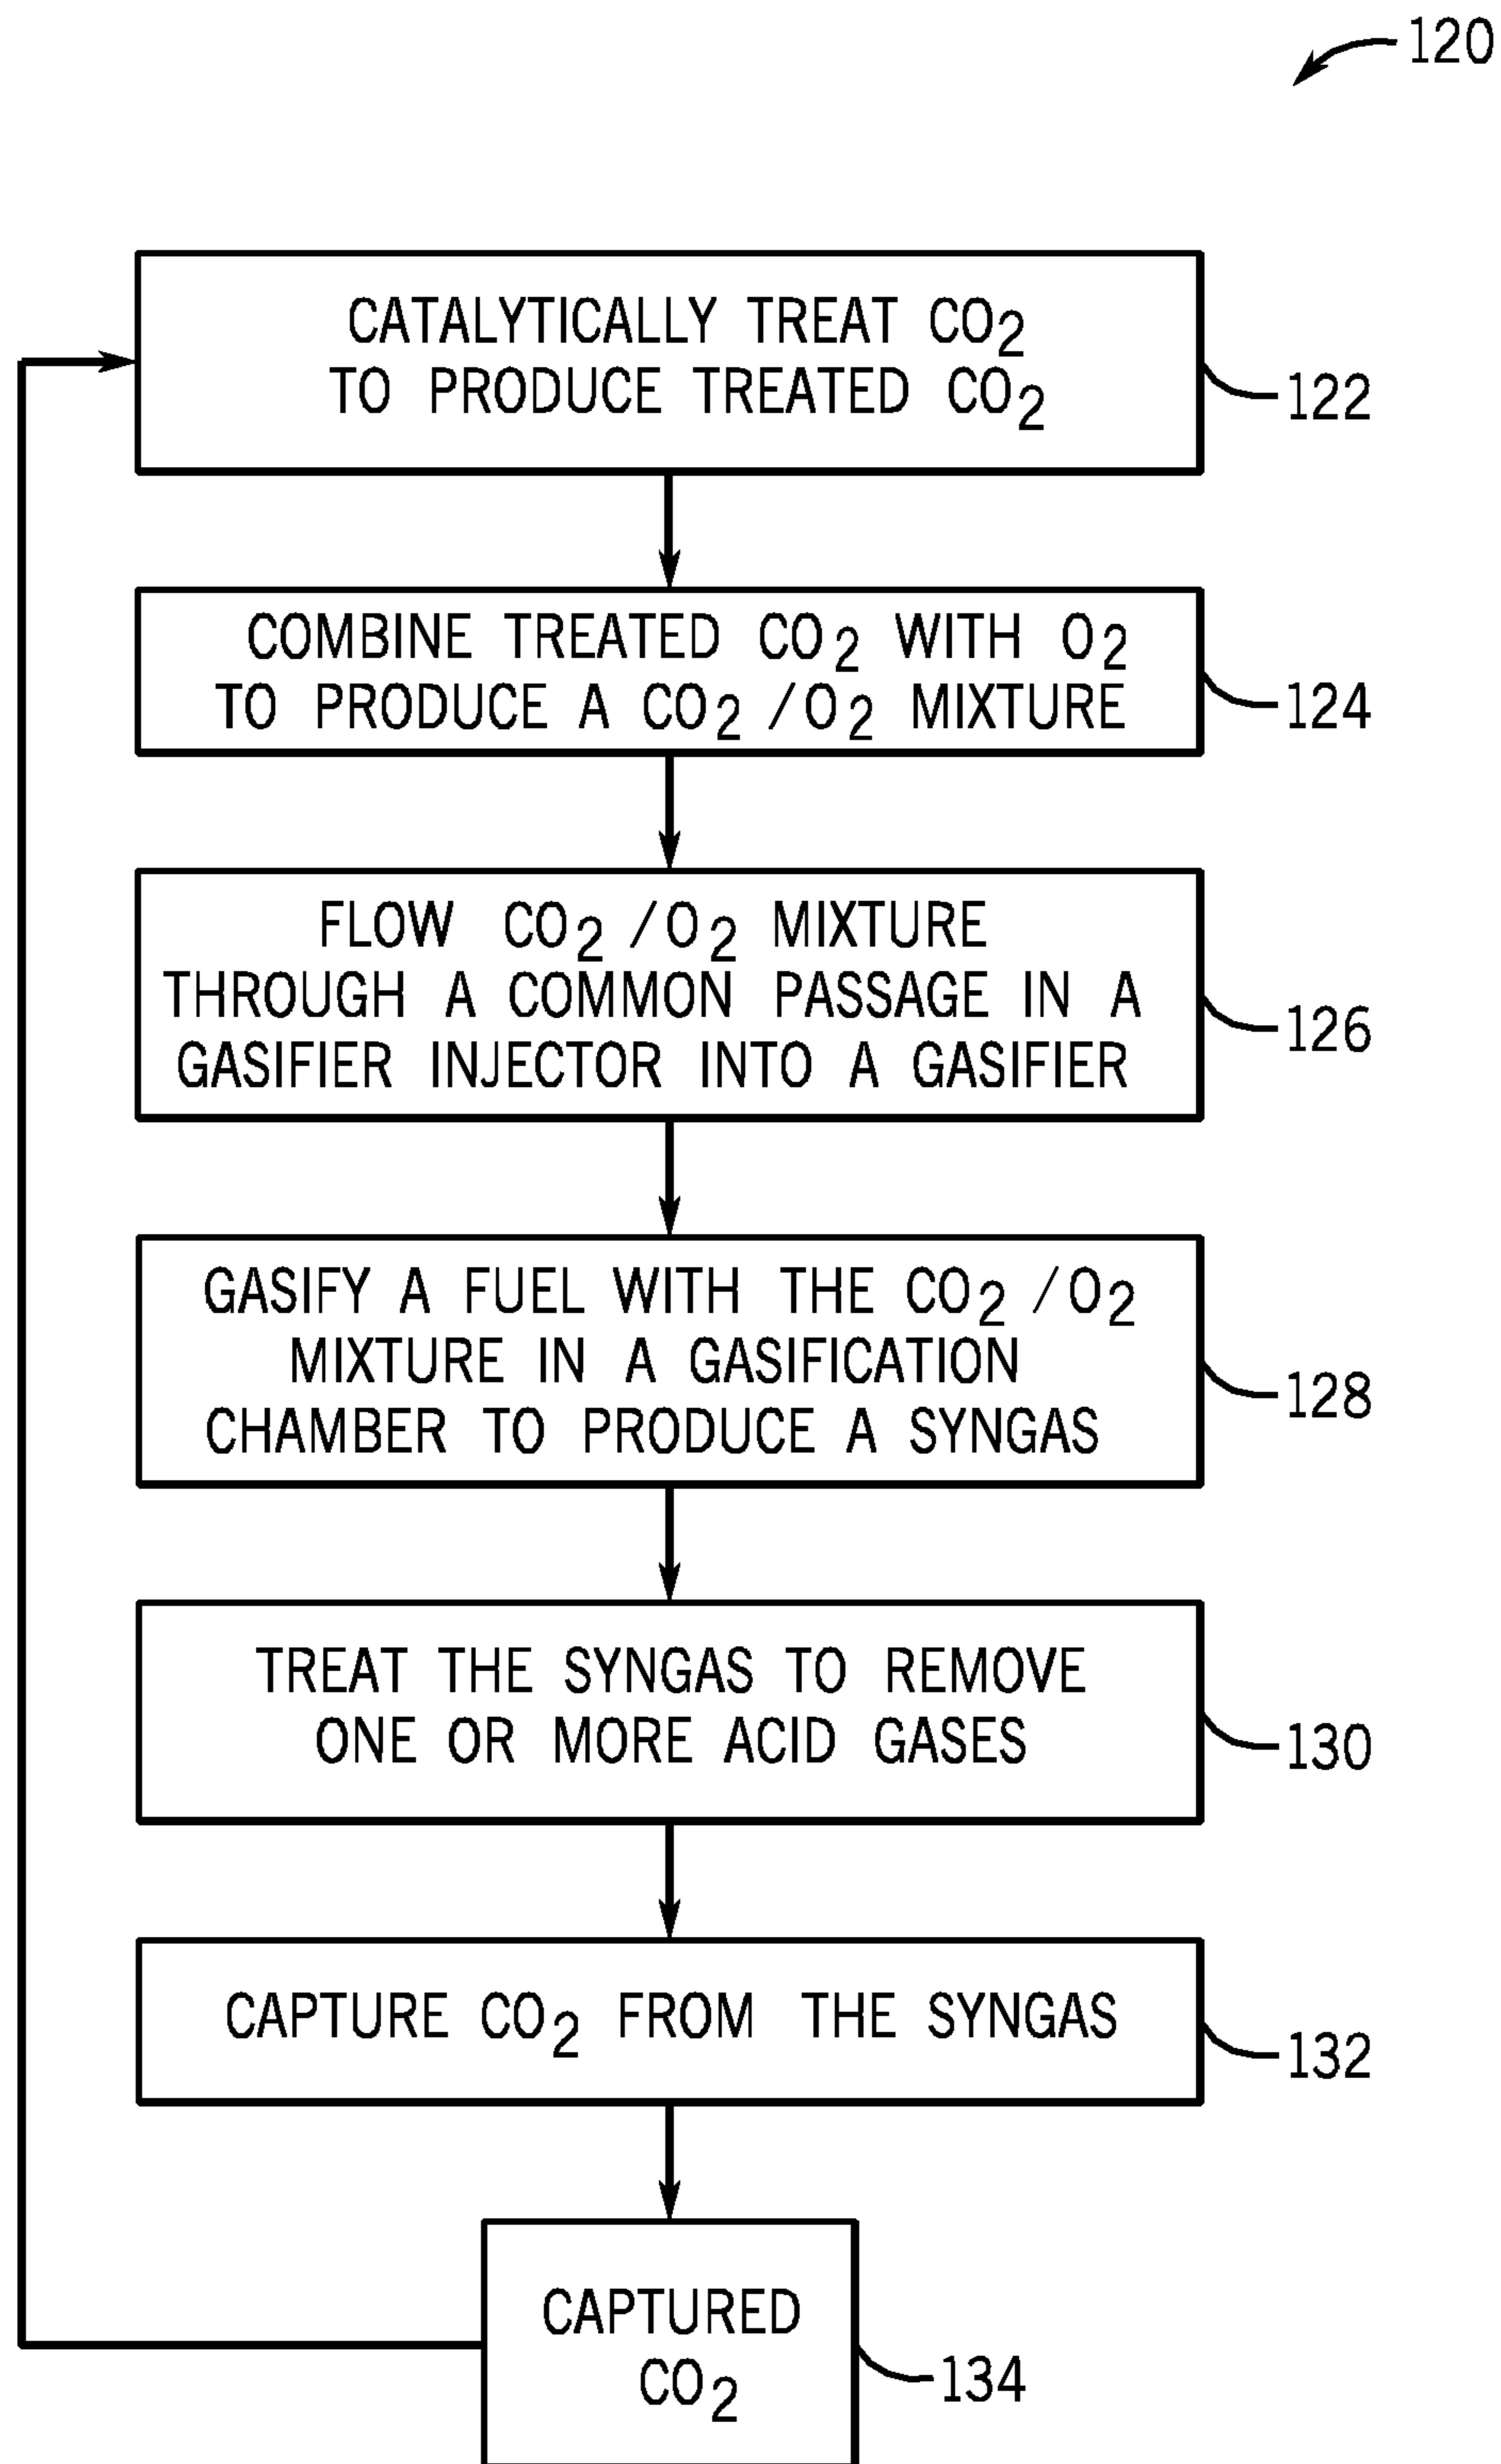 120
CATALYTICALLY TREAT CO2
TO PRODUCE TREATED CO2
122
COMBINE TREATED CO2 WITH O2
TO PRODUCE A CO2/O2 MIXTURE
124
FLOW CO2/O2 MIXTURE
THROUGH A COMMON PASSAGE IN A
GASIFIER INJECTOR INTO A GASIFIER
126
GASIFY A FUEL WITH THE CO2/O2
MIXTURE IN A GASIFICATION
CHAMBER TO PRODUCE A SYNGAS
128
TREAT THE SYNGAS TO REMOVE
ONE OR MORE ACID GASES
130
CAPTURE CO2 FROM THE SYNGAS
132
CAPTURED
CO2
134